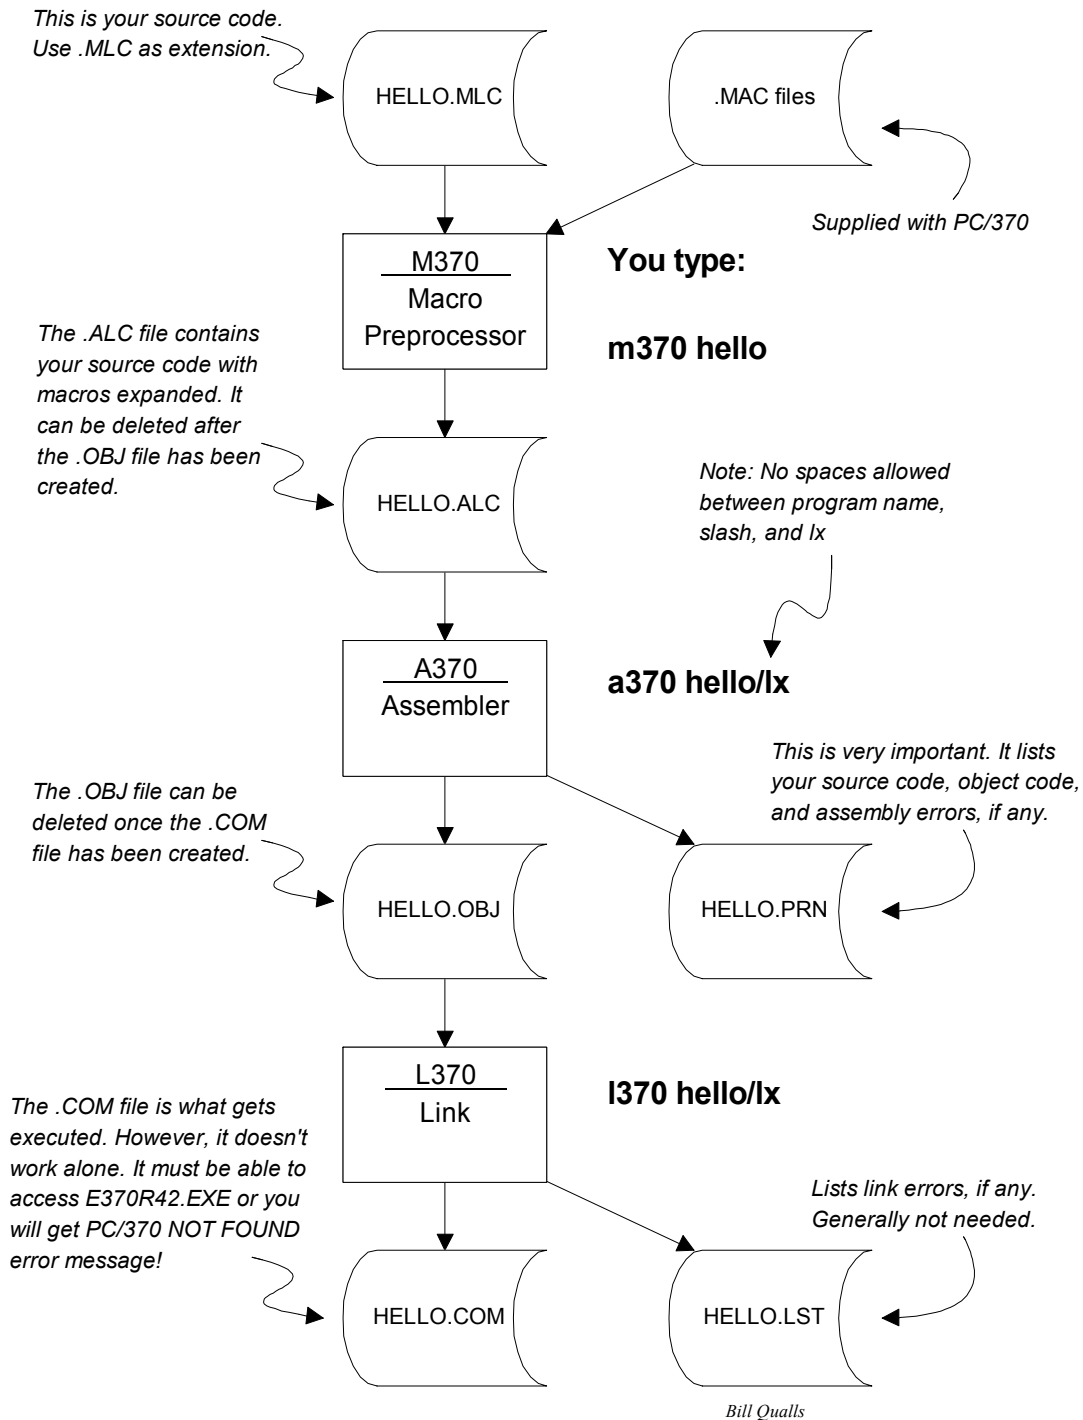 This is your source code.
Use .MLC as extension.
HELLO.MLC
.MAC files
Supplied with PC/370
M370
Macro
Preprocessor
You type:
m370 hello
The .ALC file contains
your source code with
macros expanded. It
can be deleted after
the .OBJ file has been
created.
HELLO.ALC
Note: No spaces allowed
between program name,
slash, and lx
A370
Assembler
a370 hello/lx
The .OBJ file can be
deleted once the .COM
file has been created.
This is very important. It lists
your source code, object code,
and assembly errors, if any.
HELLO.OBJ
HELLO.PRN
L370
Link
l370 hello/lx
The .COM file is what gets
executed. However, it doesn't
work alone. It must be able to
access E370R42.EXE or you
will get PC/370 NOT FOUND
error message!
Lists link errors, if any.
Generally not needed.
HELLO.COM
HELLO.LST
Bill Qualls